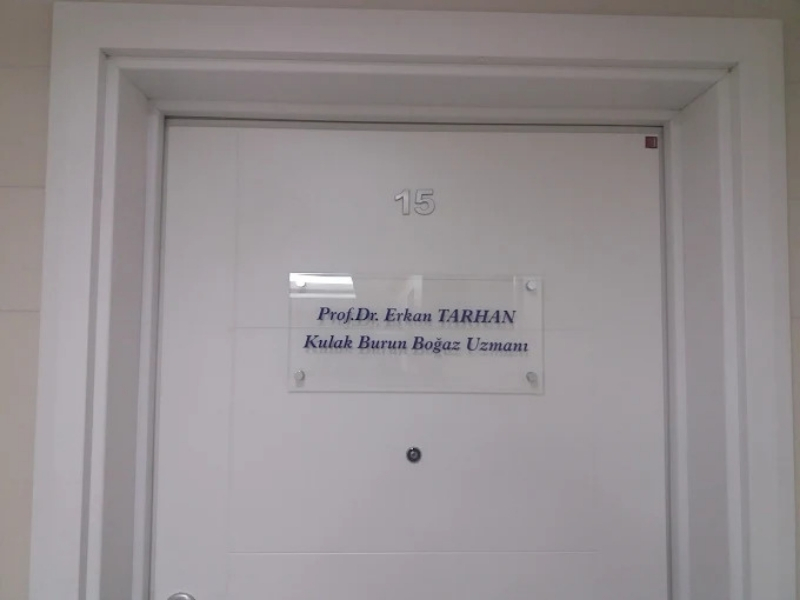 15
Prof.Dr. Erkan TARHAN
Kulak Burun Boğaz Uzmanı